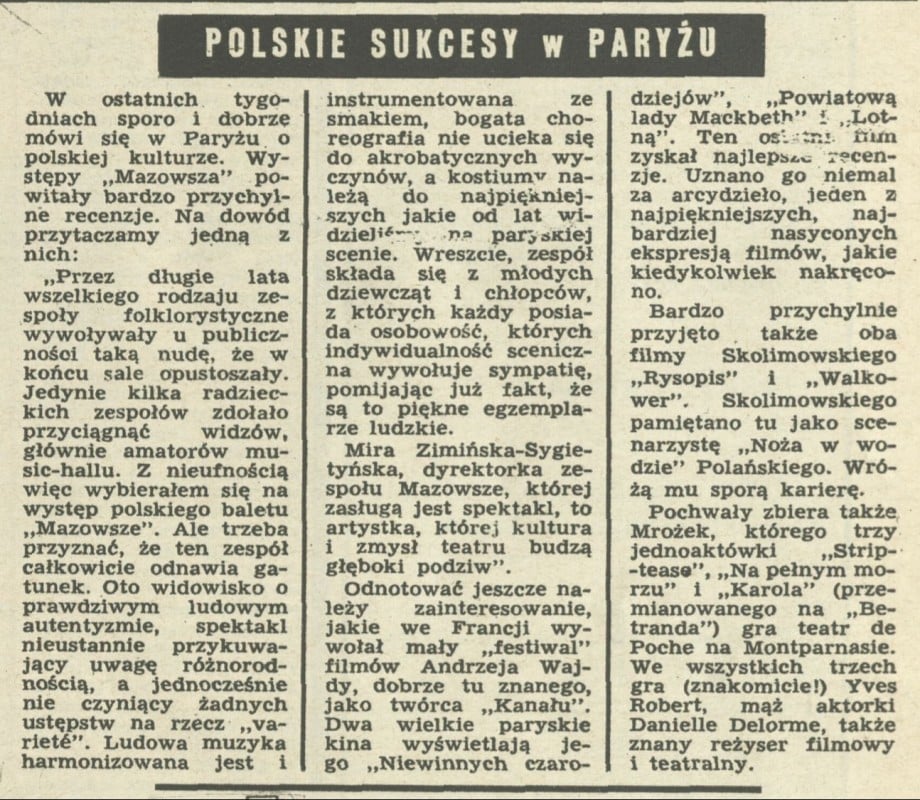 POLSKIE SUKCESY w PARYŻU
W ostatnich tygo-
dniach sporo i dobrze
mówi się w Paryżu o
polskiej kulturze. Wy-
stępy „Mazowsza” po-
witały bardzo przychyl-
ne recenzje. Na dowód
przytaczamy jedną z
nich:
„Przez długie lata
wszelkiego rodzaju ze-
społy folklorystyczne
wywoływały u publicz-
ności taką nudę, że w
końcu sale opustoszały.
Jedynie kilka radziec-
kich zespołów zdołało
przyciągnąć widzów,
głównie amatorów mu-
sic-hallu. Z nieufnością
więc wybierałem się na
występ polskiego baletu
„Mazowsze”. Ale trzeba
przyznać, że ten zespół
całkowicie odnawia ga-
tunek. Oto widowisko o
prawdziwym ludowym
autentyzmie, spektakl
nieustannie przykuwa-
jący uwagę różnorod-
nością, a jednocześnie
nie czyniący żadnych
ustępstw na rzecz „va-
rieté”. Ludowa muzyka
harmonizowana jest i
instrumentowana ze
smakiem, bogata cho-
reografia nie ucieka się
do akrobatycznych wy-
czynów, a kostiumy na-
leżą do najpiękniej-
szych jakie od lat wi-
dzieliśmy na paryskiej
scenie. Wreszcie, zespół
składa się z młodych
dziewcząt i chłopców,
z których każdy posia-
da osobowość, których
indywidualność scenicz-
na wywołuje sympatię,
pomijając już fakt, że
są to piękne egzempla-
rze ludzkie.
Mira Zimińska-Sygie-
tyńska, dyrektorka ze-
społu Mazowsze, której
zasługą jest spektakl, to
artystka, której kultura
i zmysł teatru budzą
głęboki podziw”.
Odnotować jeszcze na-
leży zainteresowanie,
jakie we Francji wy-
wołał mały „festiwal”
filmów Andrzeja Waj-
dy, dobrze tu znanego,
jako twórca „Kanału”.
Dwa wielkie paryskie
kina wyświetlają je-
go „Niewinnych czaro-
dziejów”, „Powiatową
lady Mackbeth” i „Lot-
ną”. Ten ostatni film
zyskał najlepsze recen-
zje. Uznano go niemal
za arcydzieło, jeden z
najpiękniejszych, naj-
bardziej nasyconych
ekspresją filmów, jakie
kiedykolwiek nakręco-
no.
Bardzo przychylnie
przyjęto także oba
filmy Skolimowskiego
„Rysopis” i „Walko-
wer”. Skolimowskiego
pamiętano tu jako sce-
narzystę „Noża w wo-
dzie” Polańskiego. Wró-
żą mu sporą karierę.
Pochwały zbiera także
Mrożek, którego trzy
jednoaktówki „Strip-
-tease”, „Na pełnym mo-
rzu” i „Karola” (prze-
mianowanego na „Be-
tranda”) gra teatr de
Poche na Montparnasie.
We wszystkich trzech
gra (znakomicie!) Yves
Robert, mąż aktorki
Danielle Delorme, także
znany reżyser filmowy
i teatralny.